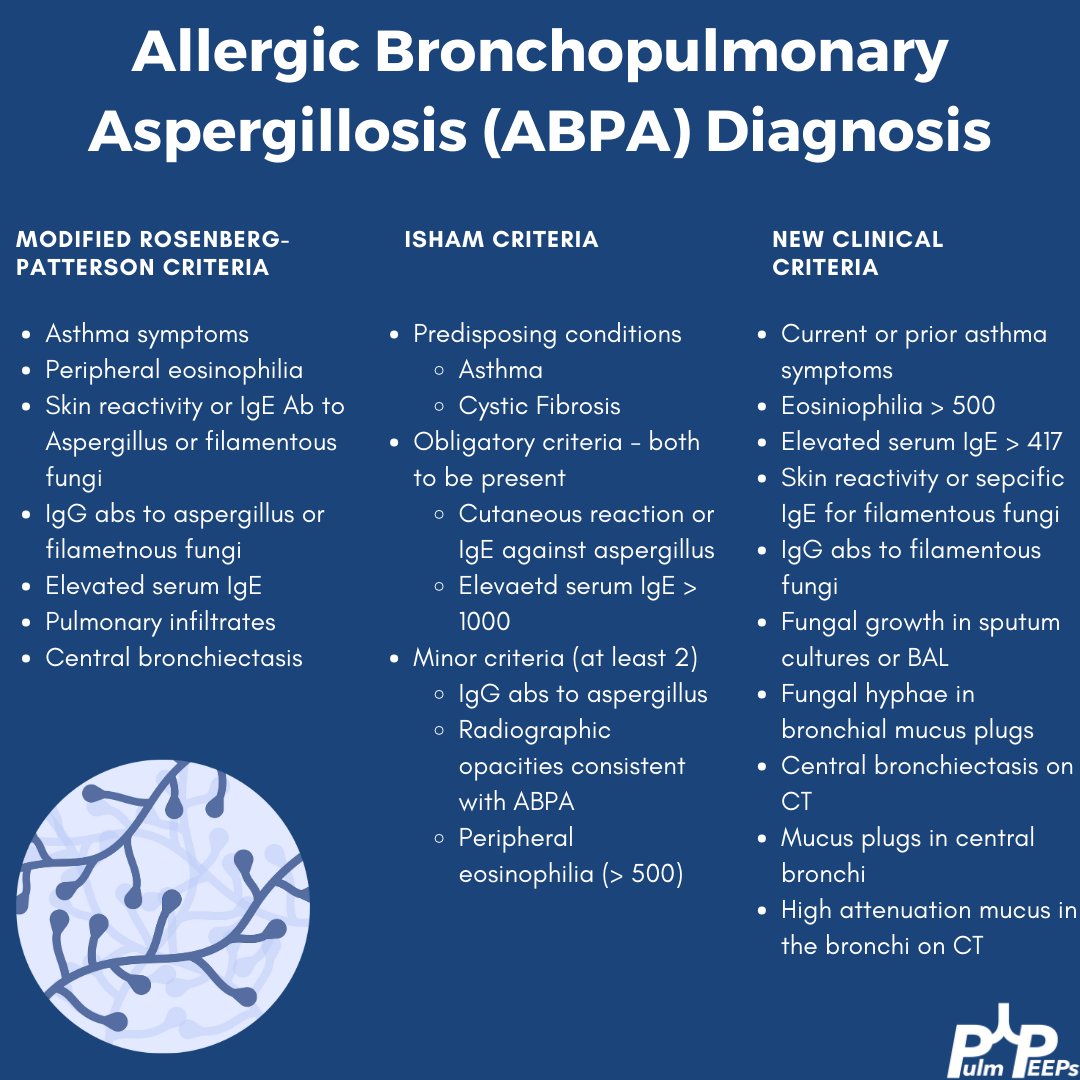 Allergic Bronchopulmonary
Aspergillosis (ABPA) Diagnosis
MODIFIED ROSENBERG-
PATTERSON CRITERIA
Asthma symptoms
Peripheral eosinophilia
Skin reactivity or IgE Ab to
Aspergillus or filamentous
fungi
IgG abs to aspergillus or
filametnous fungi
Elevated serum IgE
Pulmonary infiltrates
Central bronchiectasis
ISHAM CRITERIA
Predisposing conditions
Asthma
Cystic Fibrosis
Obligatory criteria - both
to be present
Cutaneous reaction or
IgE against aspergillus
Elevaetd serum IgE >
1000
Minor criteria (at least 2)
IgG abs to aspergillus
Radiographic
opacities consistent
with ABPA
Peripheral
eosinophilia (> 500)
NEW CLINICAL
CRITERIA
Current or prior asthma
symptoms
Eosiniophilia > 500
Elevated serum IgE > 417
Skin reactivity or sepcific
IgE for filamentous fungi
IgG abs to filamentous
fungi
Fungal growth in sputum
cultures or BAL
Fungal hyphae in
bronchial mucus plugs
Central bronchiectasis on
CT
Mucus plugs in central
bronchi
High attenuation mucus in
the bronchi on CT
Pulm PEEPs